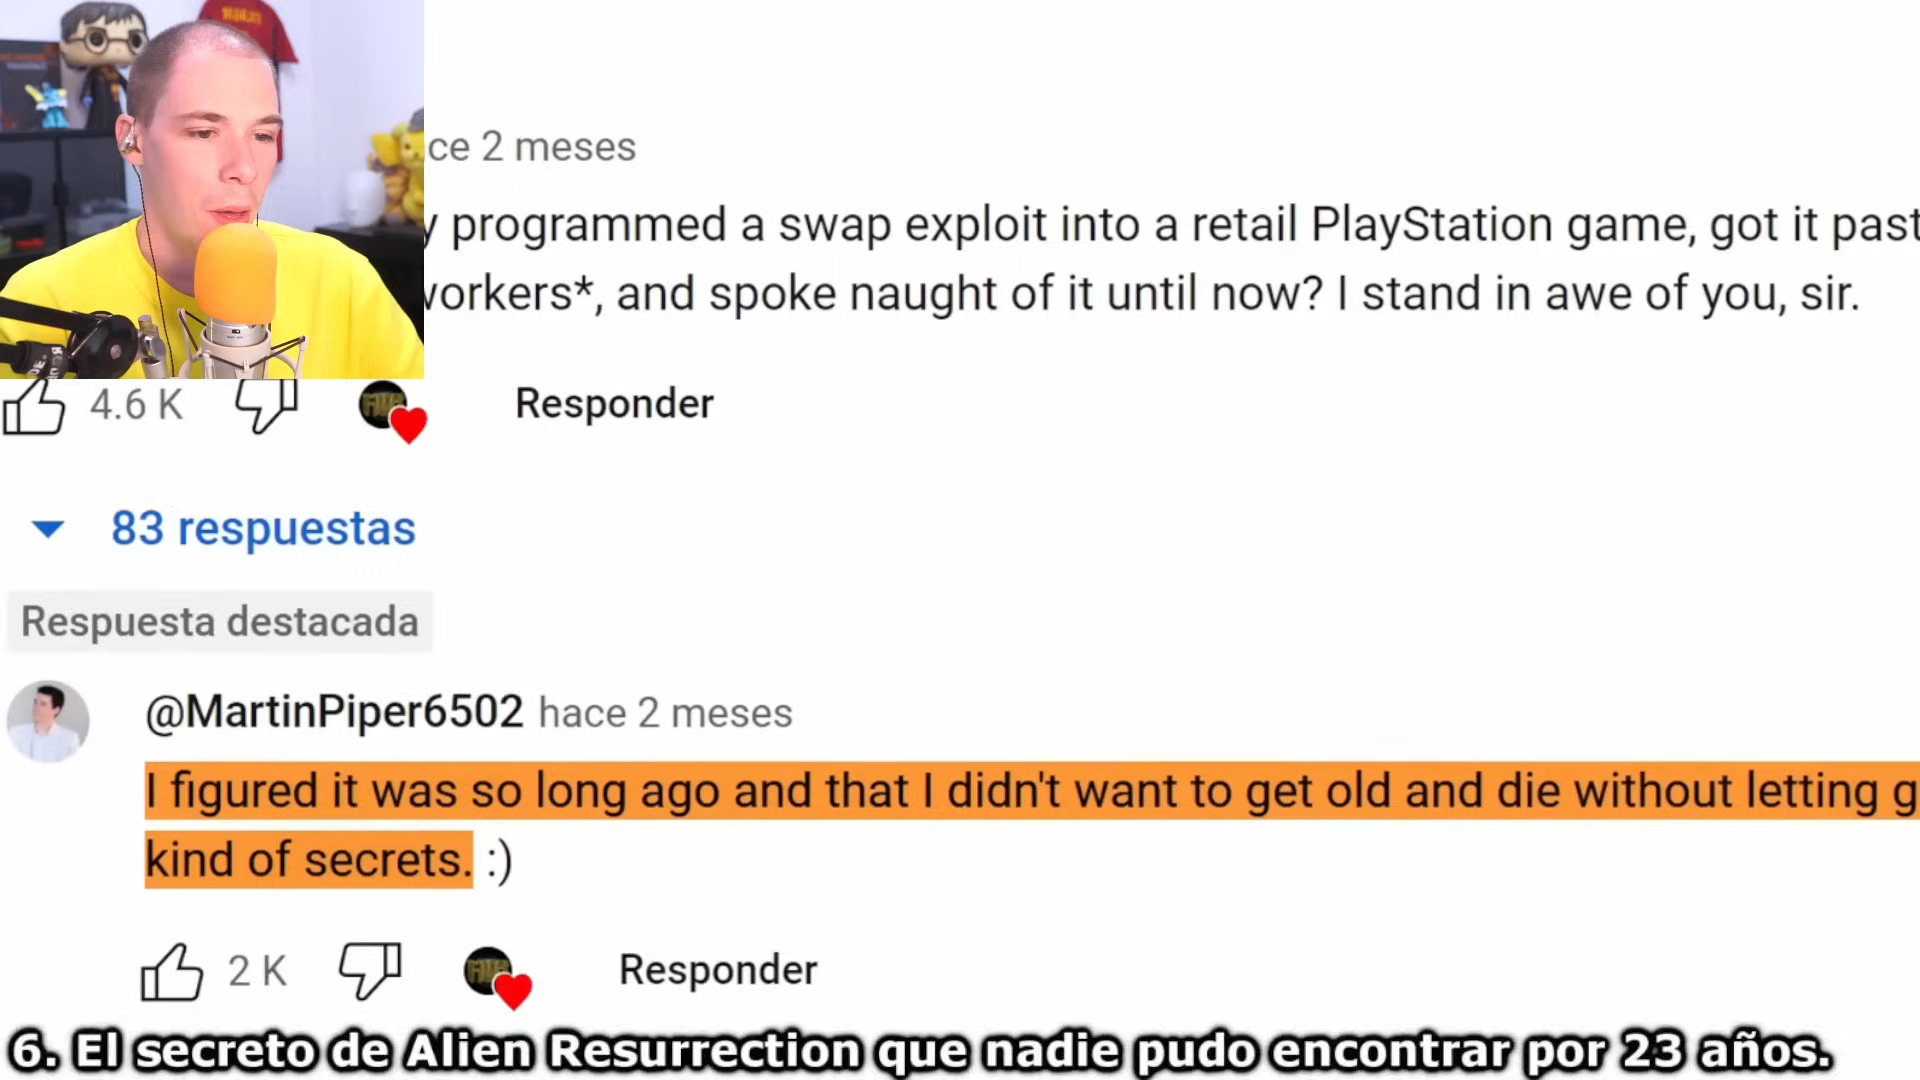 ce 2 meses
y programmed a swap exploit into a retail PlayStation game, got it past
workers*, and spoke naught of it until now? I stand in awe of you, sir.
4.6 K Responder
83 respuestas
Respuesta destacada
@MartinPiper6502 hace 2 meses
I figured it was so long ago and that I didn't want to get old and die without letting g
kind of secrets. :)
2 K Responder
6. El secreto de Alien Resurrection que nadie pudo encontrar por 23 años.